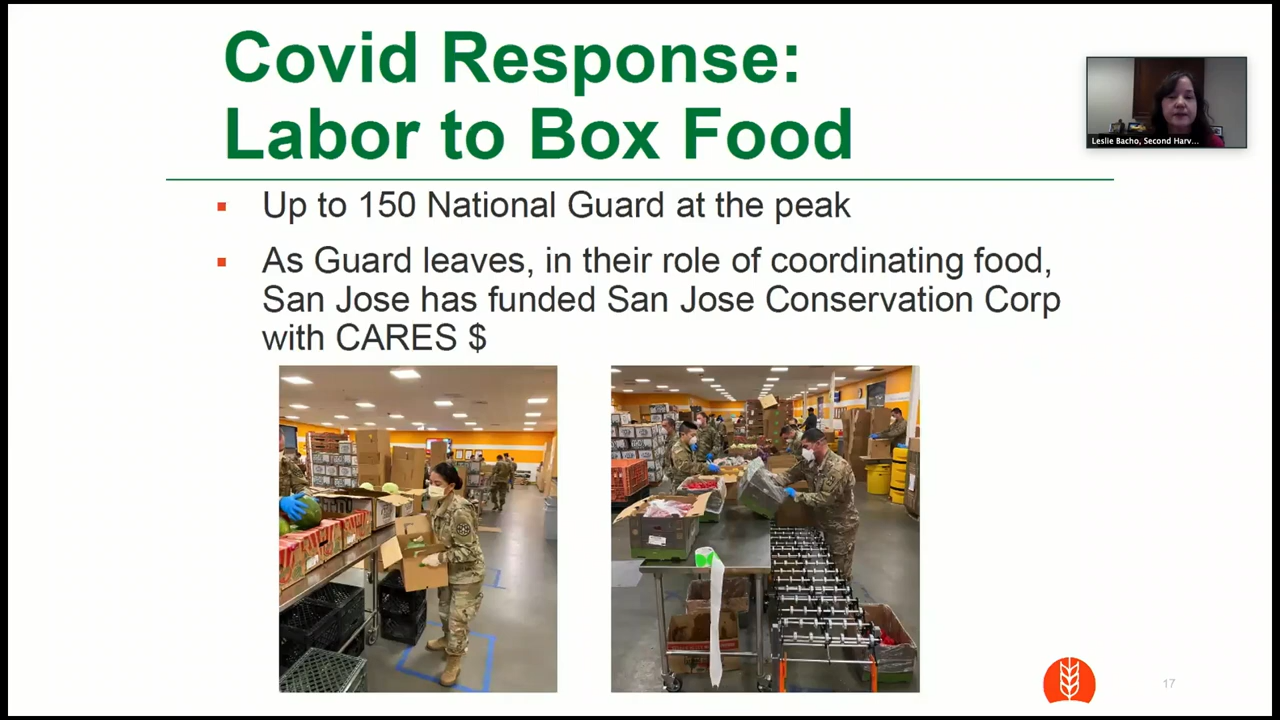 Covid Response:
Labor to Box Food
Leslie Bacho, Second Harv...
▪ Up to 150 National Guard at the peak
▪ As Guard leaves, in their role of coordinating food,
San Jose has funded San Jose Conservation Corp
with CARES $
17